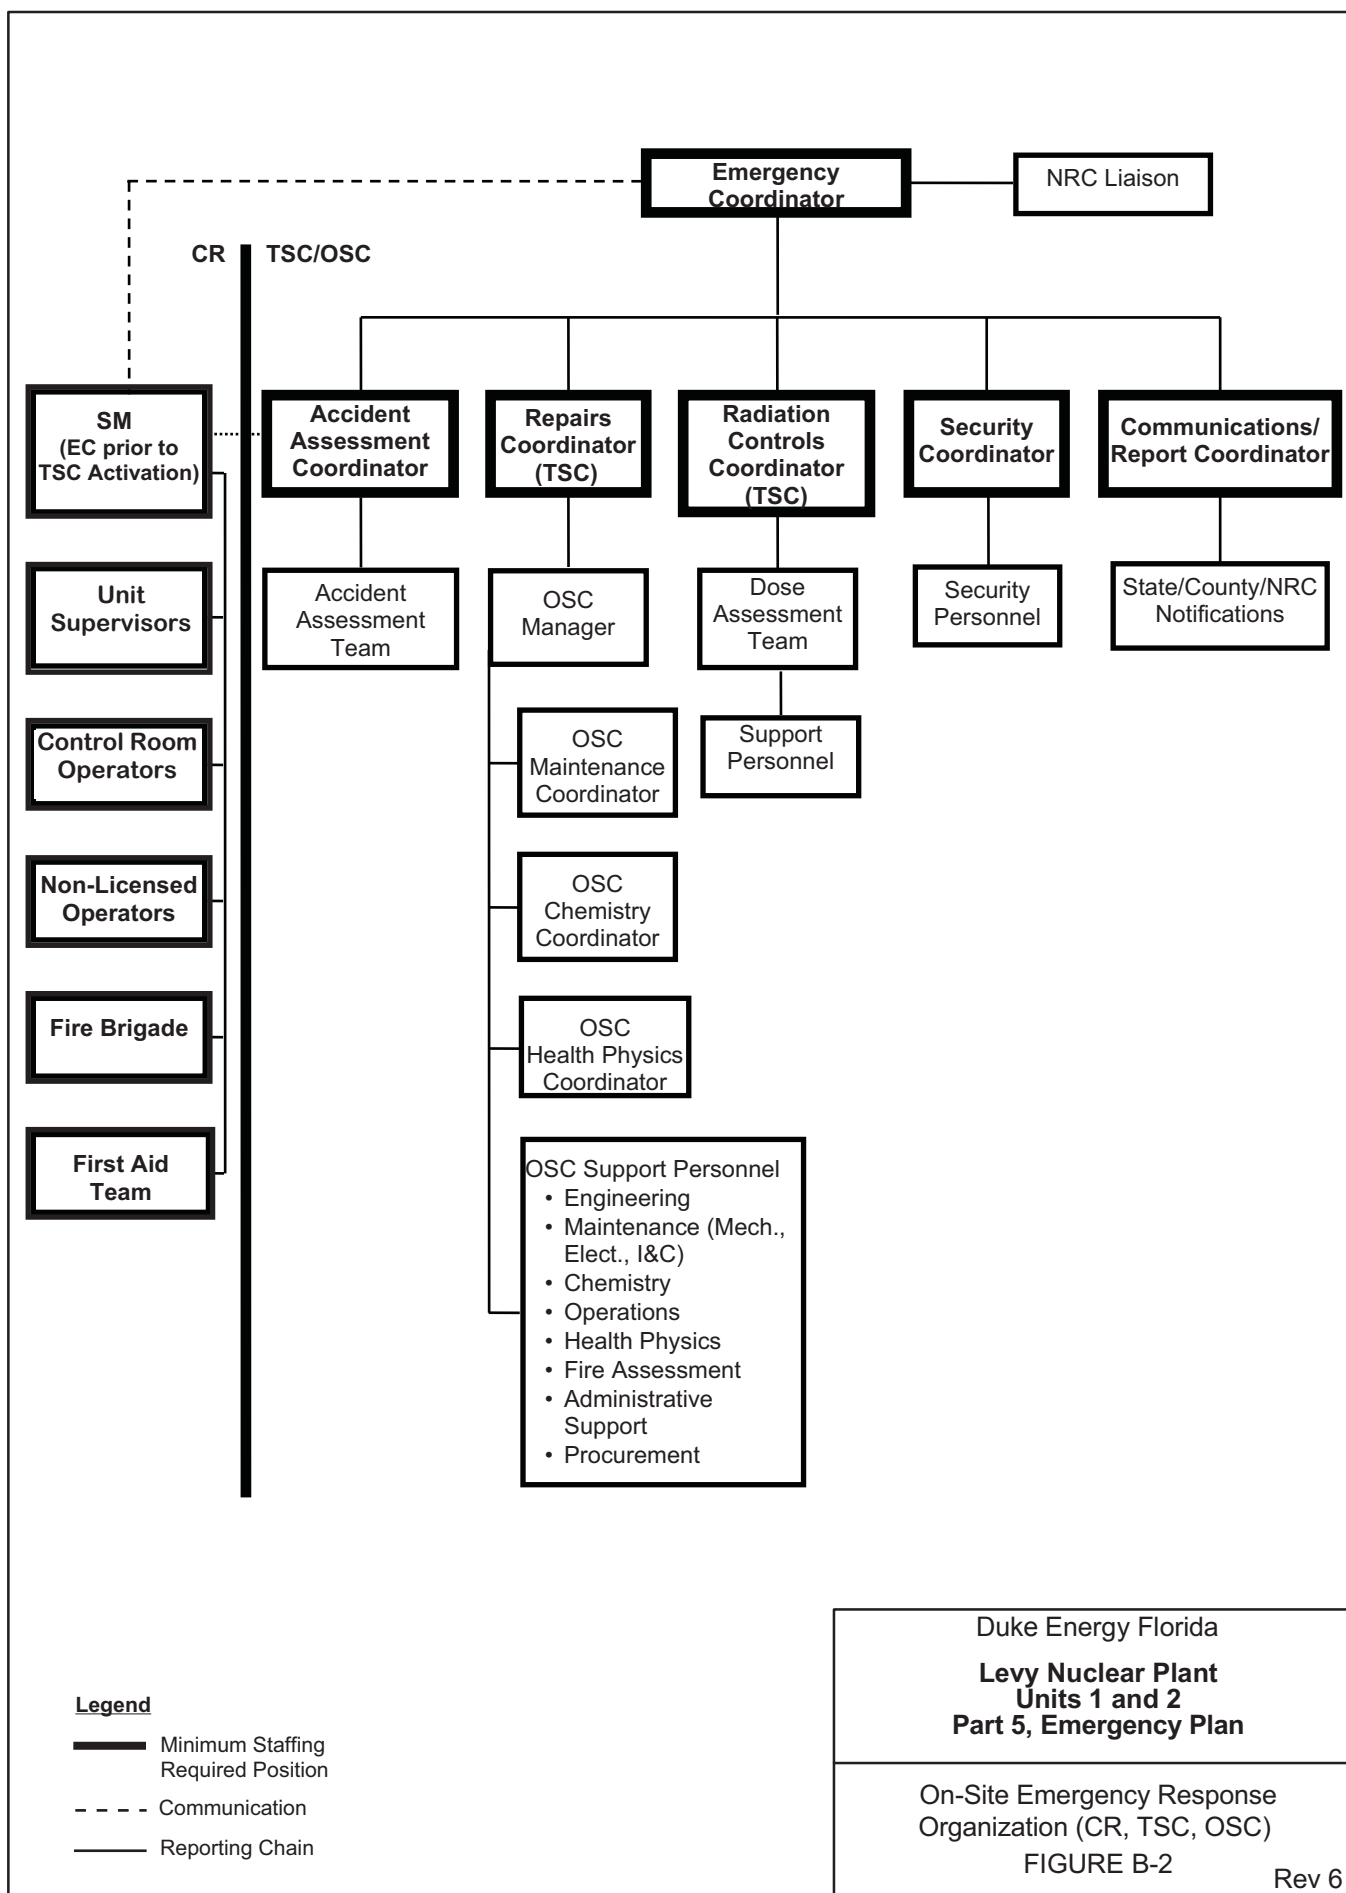 Emergency
Coordinator
NRC Liaison
CR
TSC/OSC
SM
(EC prior to
TSC Activation)
Accident
Assessment
Coordinator
Repairs
Coordinator
(TSC)
Radiation
Controls
Coordinator
(TSC)
Security
Coordinator
Communications/
Report Coordinator
Unit
Supervisors
Accident
Assessment
Team
OSC
Manager
Dose
Assessment
Team
Security
Personnel
State/County/NRC
Notifications
Control Room
Operators
OSC
Maintenance
Coordinator
Support
Personnel
Non-Licensed
Operators
OSC
Chemistry
Coordinator
Fire Brigade
OSC
Health Physics
Coordinator
First Aid
Team
OSC Support Personnel
• Engineering
• Maintenance (Mech.,
Elect., I&C)
• Chemistry
• Operations
• Health Physics
• Fire Assessment
• Administrative
Support
• Procurement
Legend
Minimum Staffing
Required Position
Communication
Reporting Chain
Duke Energy Florida
Levy Nuclear Plant
Units 1 and 2
Part 5, Emergency Plan
On-Site Emergency Response
Organization (CR, TSC, OSC)
FIGURE B-2
Rev 6